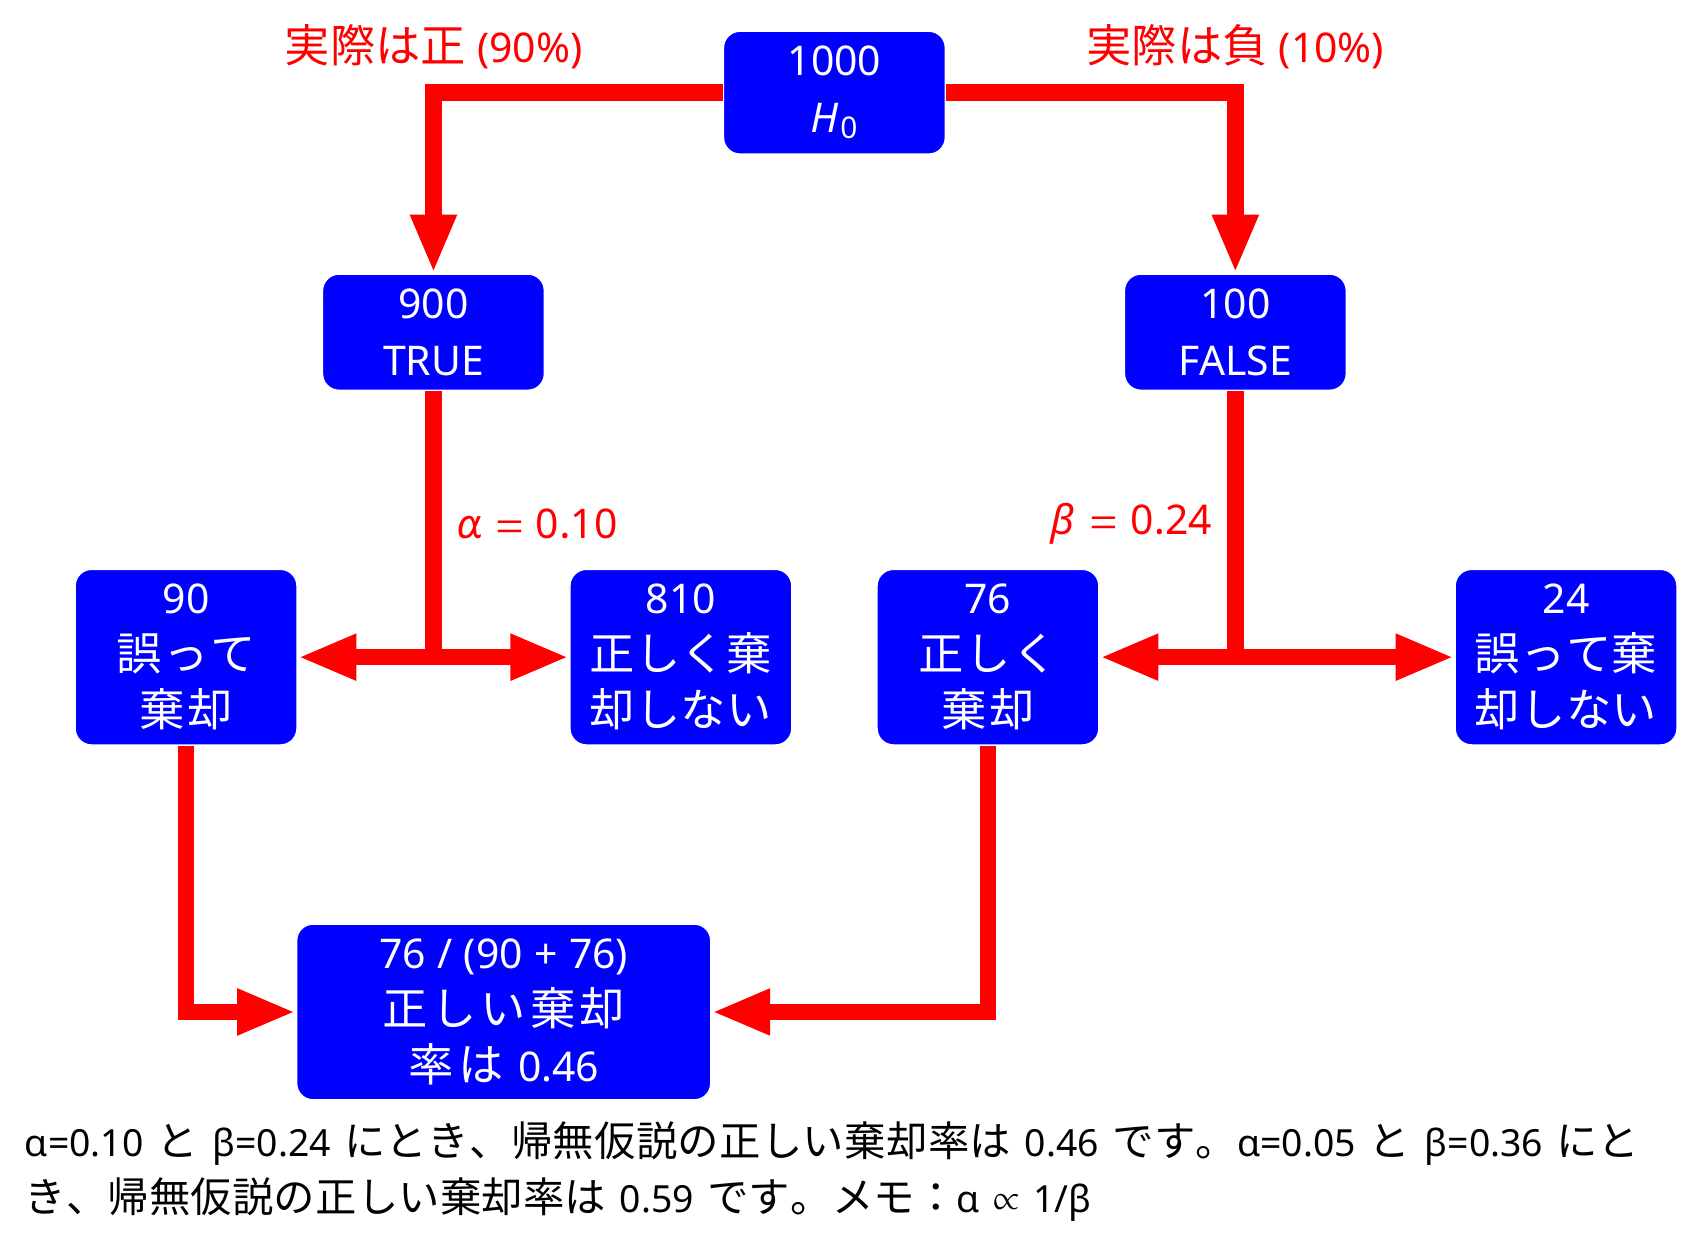 実際は正 (90%)
1000
H₀
実際は負 (10%)
900
TRUE
100
FALSE
α = 0.10
β = 0.24
90
誤って
棄却
810
正しく棄
却しない
76
正しく
棄却
24
誤って棄
却しない
76 / (90 + 76)
正しい棄却
率は 0.46
α=0.10 と β=0.24 にとき、帰無仮説の正しい棄却率は 0.46 です。α=0.05 と β=0.36 にと
き、帰無仮説の正しい棄却率は 0.59 です。メモ：α ∝ 1/β